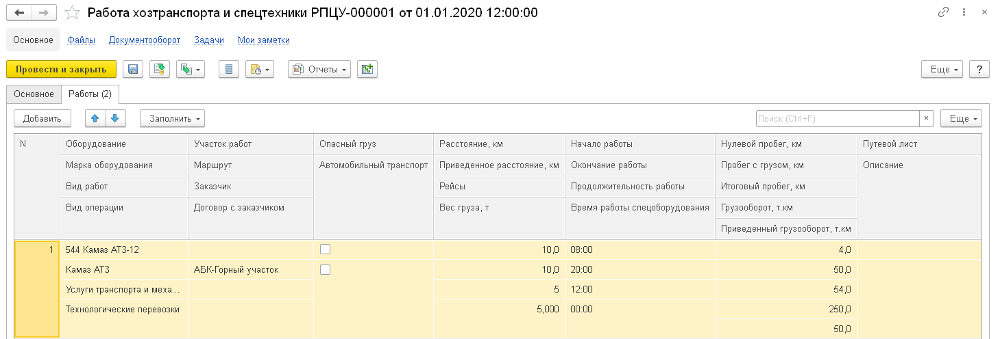 Работа хозтранспорта и спецтехники РПЦУ-000001 от 01.01.2020 12:00:00
Основное Файлы Документооборот Задачи Мои заметки
Провести и закрыть Отчеты Еще ?
Основное Работы (2)
Добавить Заполнить Поиск (Ctrl+F) × Еще
N Оборудование Участок работ Опасный груз Расстояние, км Начало работы Нулевой пробег, км Путевой лист
Марка оборудования Маршрут Автомобильный транспорт Приведенное расстояние, км Окончание работы Пробег с грузом, км Описание
Вид работ Заказчик Рейсы Продолжительность работы Итоговый пробег, км
Вид операции Договор с заказчиком Вес груза, т Время работы спецоборудования Грузооборот, т.км
Приведенный грузооборот, т.км
1 544 Камаз АТЗ-12 10,0 08:00 4,0
Камаз АТЗ АБК-Горный участок 10,0 20:00 50,0
Услуги транспорта и меха... 5 12:00 54,0
Технологические перевозки 5,000 00:00 250,0
50,0